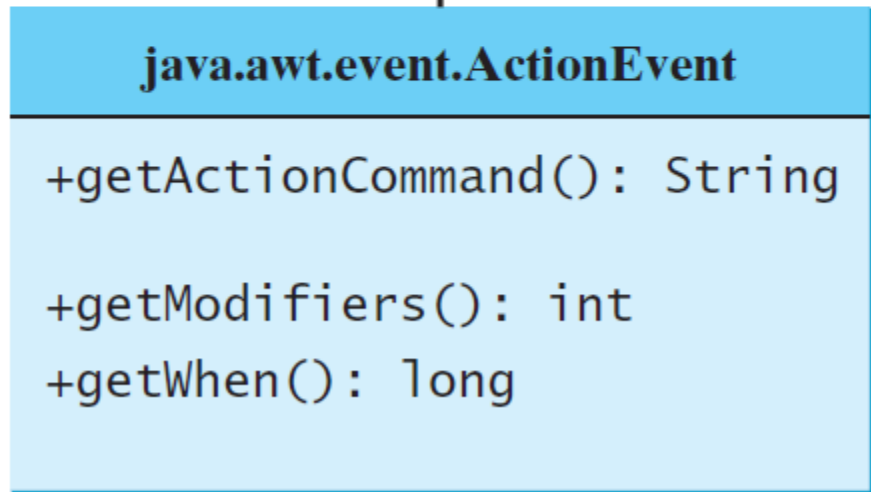 java.awt.event.ActionEvent
+getActionCommand(): String
+getModifiers(): int
+getWhen(): long